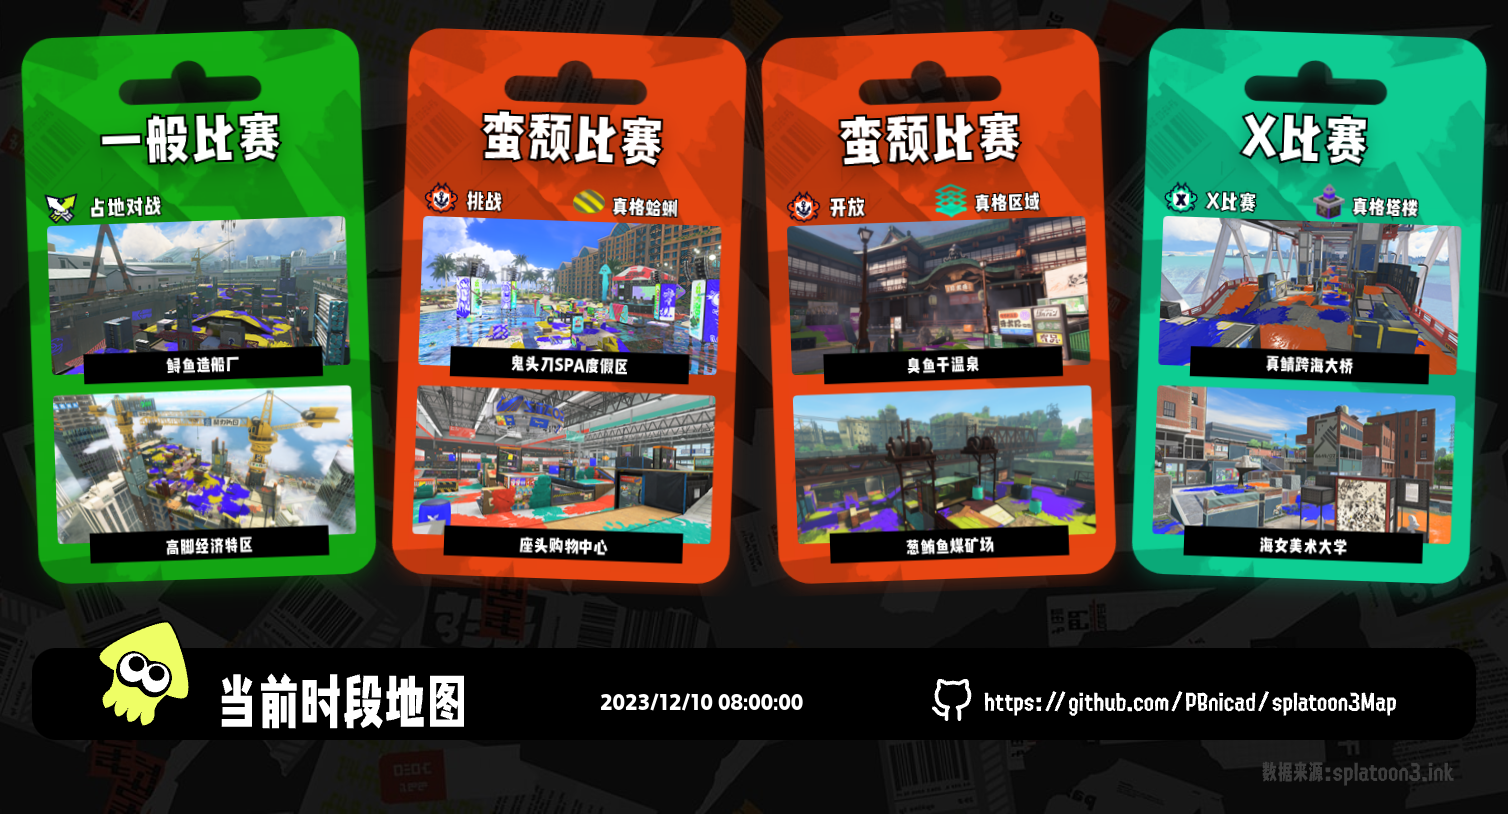 一般比赛
占地对战
鲟鱼造船厂
高脚经济特区
蛮颓比赛
挑战
真格蛤蜊
鬼头刀SPA度假区
座头购物中心
蛮颓比赛
开放
真格区域
臭鱼干温泉
葱鲔鱼煤矿场
X比赛
X比赛
真格塔楼
真鲭跨海大桥
海女美术大学
当前时段地图
2023/12/10 08:00:00
https://github.com/PBnicad/splatoon3Map
数据来源:splatoon3.ink